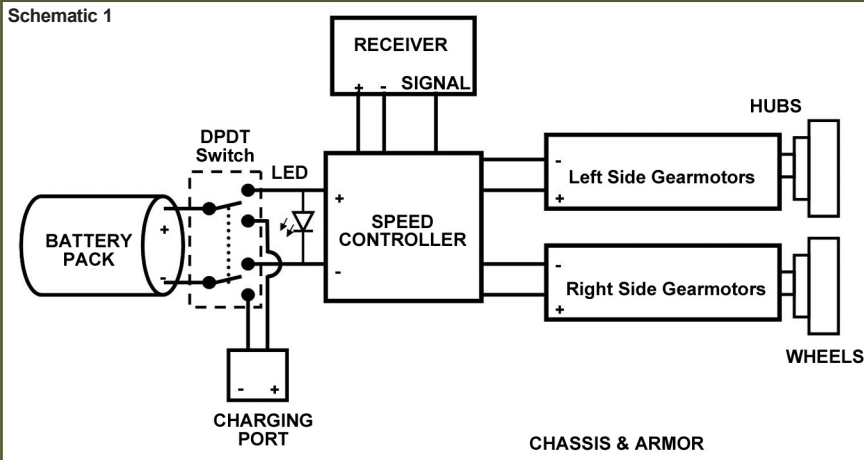 Schematic 1
RECEIVER
+ - SIGNAL
HUBS
DPDT
Switch
LED
-
Left Side Gearmotors
+
+
SPEED
CONTROLLER
-
+
BATTERY
PACK
-
-
Right Side Gearmotors
+
WHEELS
- +
CHARGING
PORT
CHASSIS & ARMOR